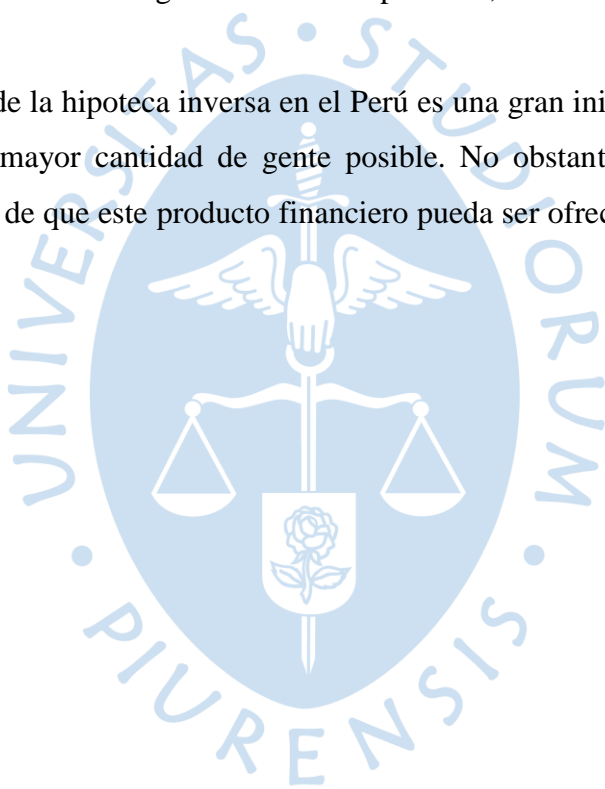 de la hipoteca inversa en el Perú es una gran ini
mayor cantidad de gente posible. No obstant
de que este producto financiero pueda ser ofrec
UNIVERSITAS • STUDIORUM • PIURENSIS •